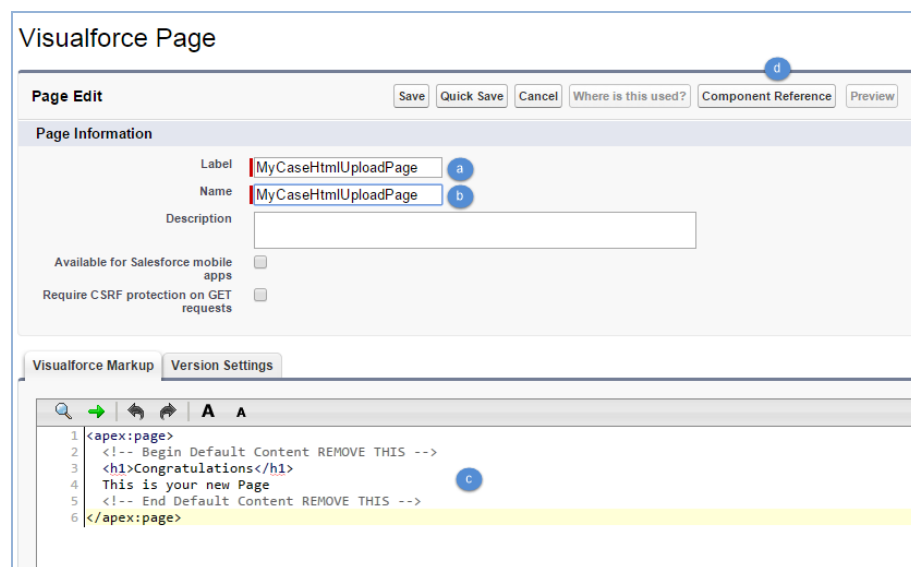 Visualforce Page
d
Page Edit Save Quick Save Cancel Where is this used? Component Reference Preview
Page Information
Label MyCaseHtmlUploadPage a
Name MyCaseHtmlUploadPage b
Description
Available for Salesforce mobile
apps
Require CSRF protection on GET
requests
Visualforce Markup Version Settings
A A
1 <apex:page>
2 <!-- Begin Default Content REMOVE THIS -->
3 <h1>Congratulations</h1>
4 This is your new Page
c
5 <!-- End Default Content REMOVE THIS -->
6 </apex:page>